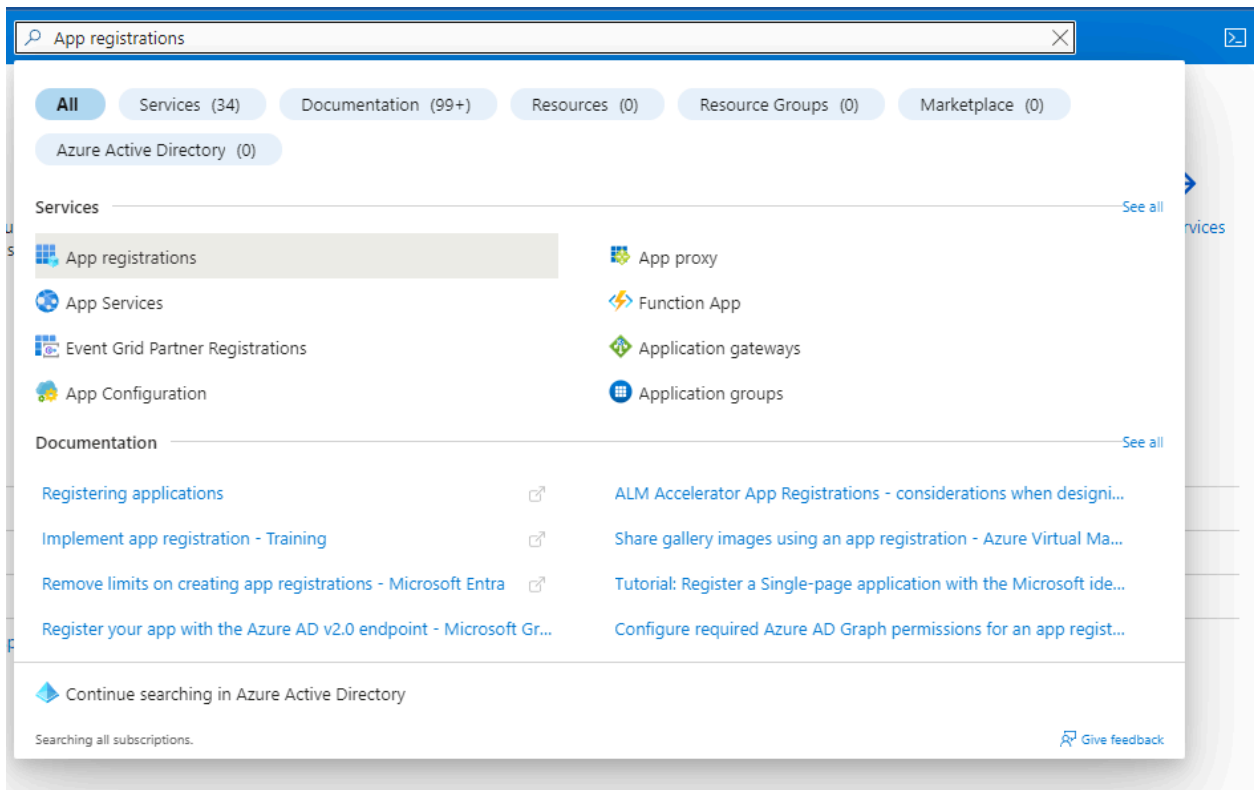 App registrations
All Services (34) Documentation (99+) Resources (0) Resource Groups (0) Marketplace (0)
Azure Active Directory (0)
Services See all
App registrations App proxy
App Services Function App
Event Grid Partner Registrations Application gateways
App Configuration Application groups
Documentation See all
Registering applications ALM Accelerator App Registrations - considerations when designi...
Implement app registration - Training Share gallery images using an app registration - Azure Virtual Ma...
Remove limits on creating app registrations - Microsoft Entra Tutorial: Register a Single-page application with the Microsoft ide...
Register your app with the Azure AD v2.0 endpoint - Microsoft Gr... Configure required Azure AD Graph permissions for an app regist...
Continue searching in Azure Active Directory
Searching all subscriptions. Give feedback